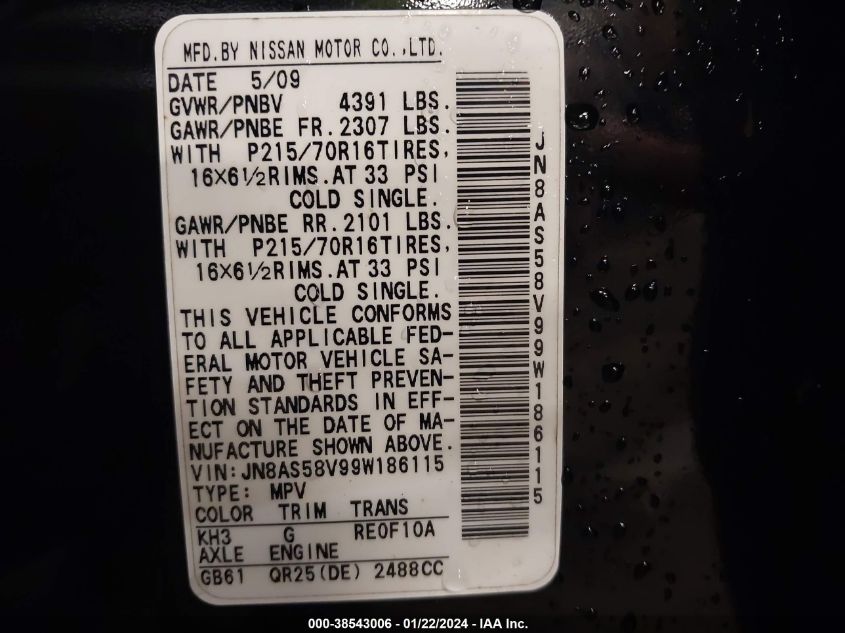 MFD.BY NISSAN MOTOR CO.,LTD.
DATE 5/09
GVWR/PNBV 4391 LBS.
GAWR/PNBE FR.2307 LBS.
WITH P215/70R16TIRES,
16X6½RIMS.AT 33 PSI
COLD SINGLE.
GAWR/PNBE RR.2101 LBS.
WITH P215/70R16TIRES,
16X6½RIMS.AT 33 PSI
COLD SINGLE.
THIS VEHICLE CONFORMS
TO ALL APPLICABLE FED-
ERAL MOTOR VEHICLE SA-
FETY AND THEFT PREVEN-
TION STANDARDS IN EFF-
ECT ON THE DATE OF MA-
NUFACTURE SHOWN ABOVE.
VIN:JN8AS58V99W186115
TYPE: MPV
COLOR TRIM TRANS
KH3 G RE0F10A
AXLE ENGINE
GB61 QR25(DE) 2488CC
JN8AS58V99W186115
000-38543006 - 01/22/2024 - IAA Inc.